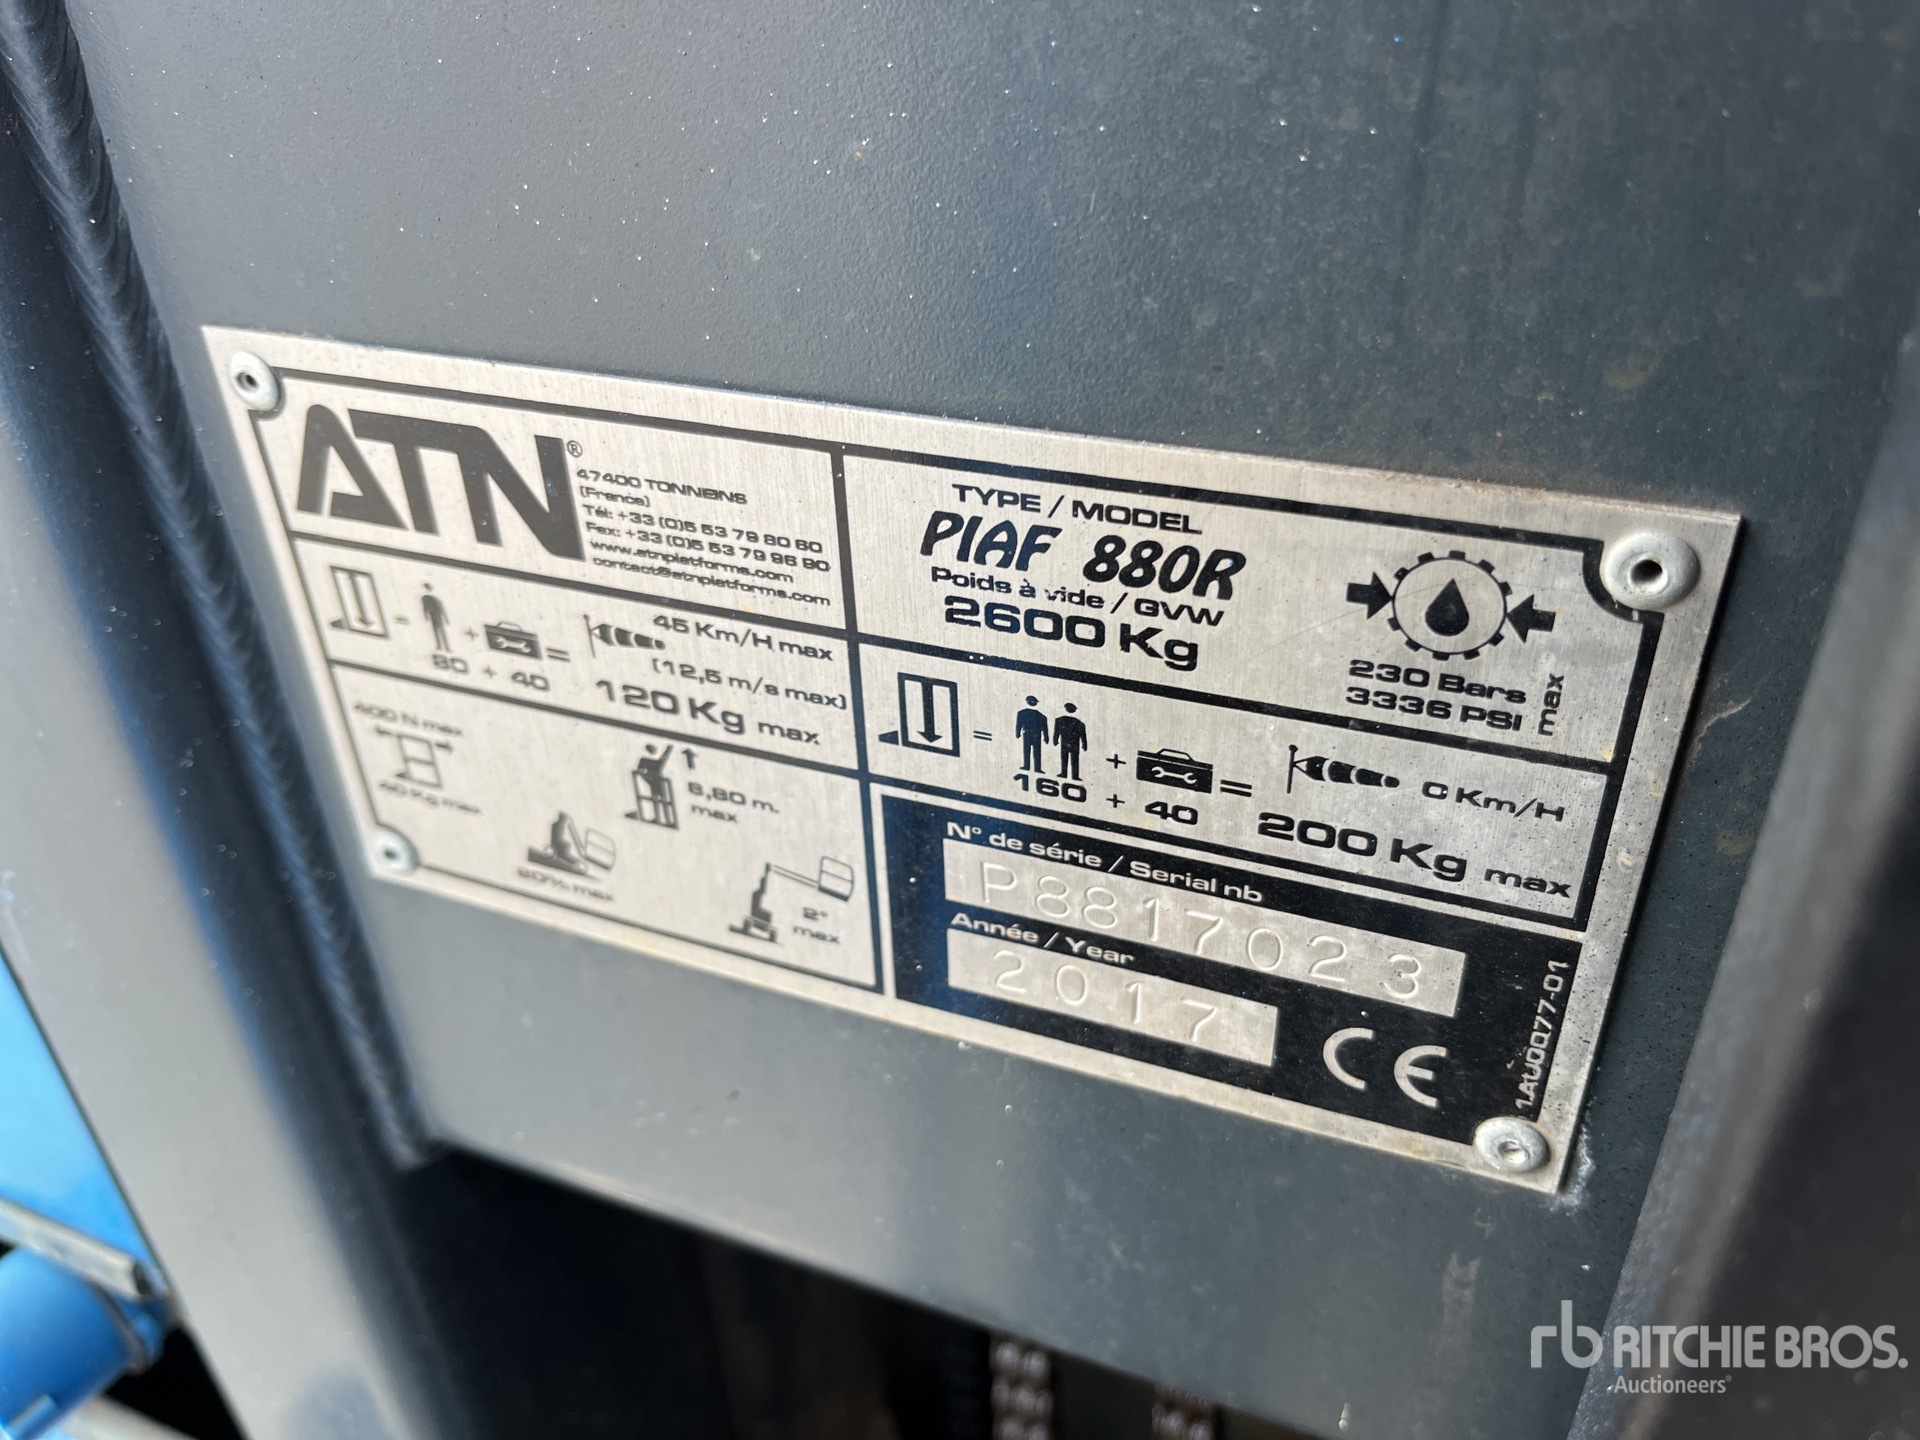 ATN®
47400 TONNEINS
(France)
Tél: +33 (0)5 53 79 80 60
Fax: +33 (0)5 53 79 96 90
www.atnplatforms.com
contact@atnplatforms.com
TYPE / MODEL
PIAF 880R
Poids à vide / GVW
2600 Kg
230 Bars
3336 PSI
max
= + =
80 + 40
45 Km/H max
(12,5 m/s max)
120 Kg max
= + =
160 + 40
0 Km/H
200 Kg max
400 N max
40 Kg max
8,80 m.
max
20% max
2°
max
N° de série / Serial nb
P8817023
Année / Year
2017
CE
1AU0077-01
rb RITCHIE BROS.
Auctioneers